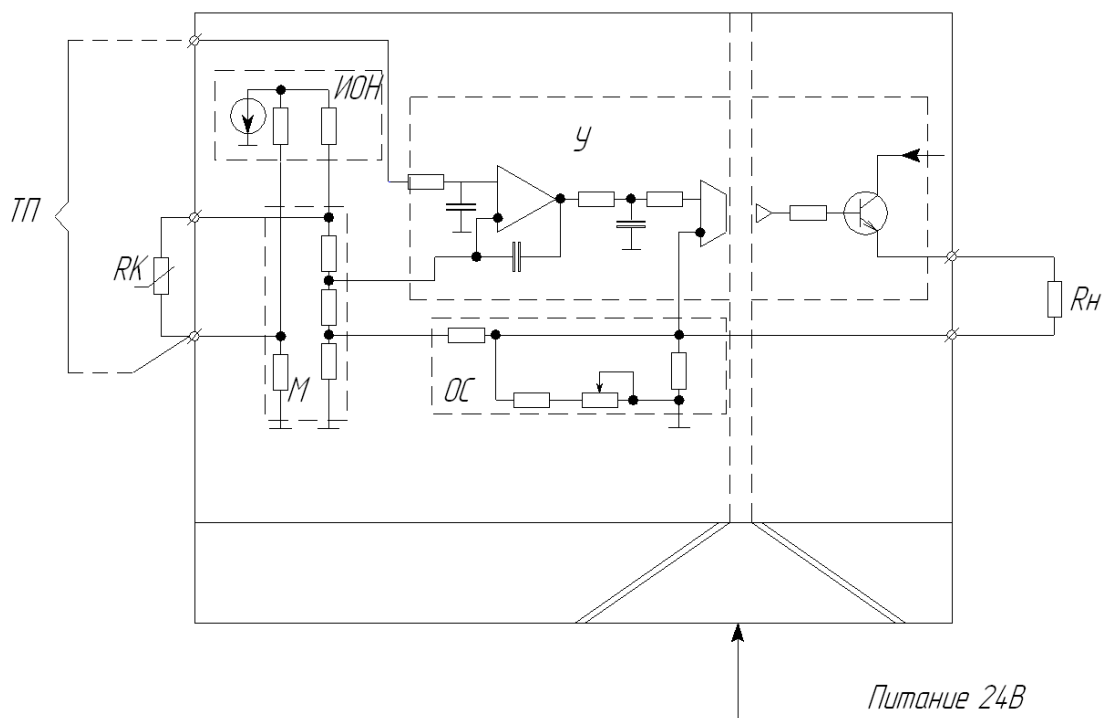 ИОН
У
ТП
RK
Rн
М
ОС
Питание 24В